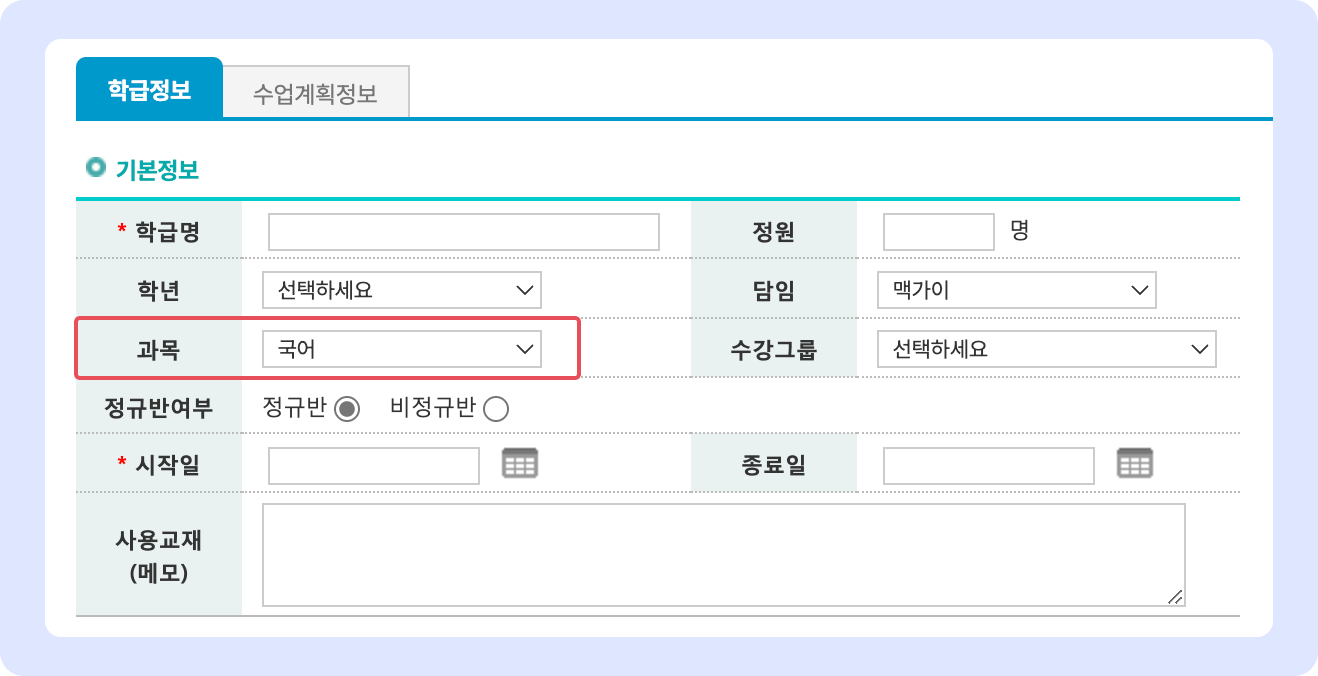 학급정보 수업계획정보
기본정보
* 학급명 정원 명
학년 선택하세요 담임 맥가이
과목 국어 수강그룹 선택하세요
정규반여부 정규반 비정규반
* 시작일 종료일
사용교재
(메모)